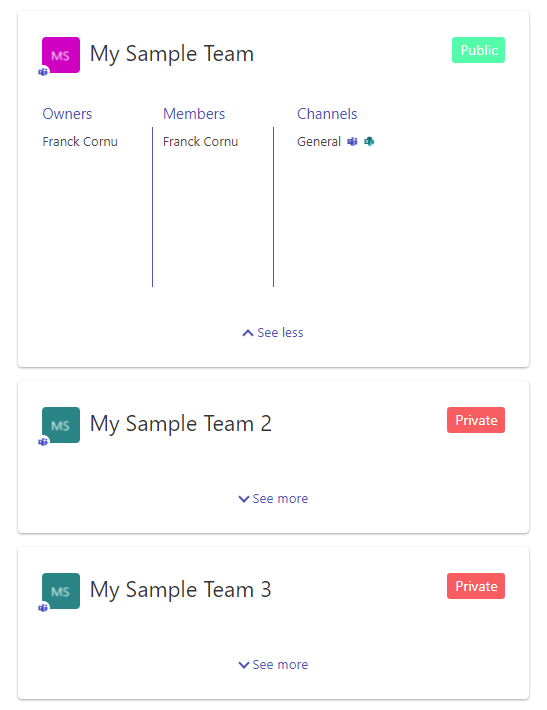 MS My Sample Team Public
Owners Members Channels
Franck Cornu Franck Cornu General
See less
MS My Sample Team 2 Private
See more
MS My Sample Team 3 Private
See more